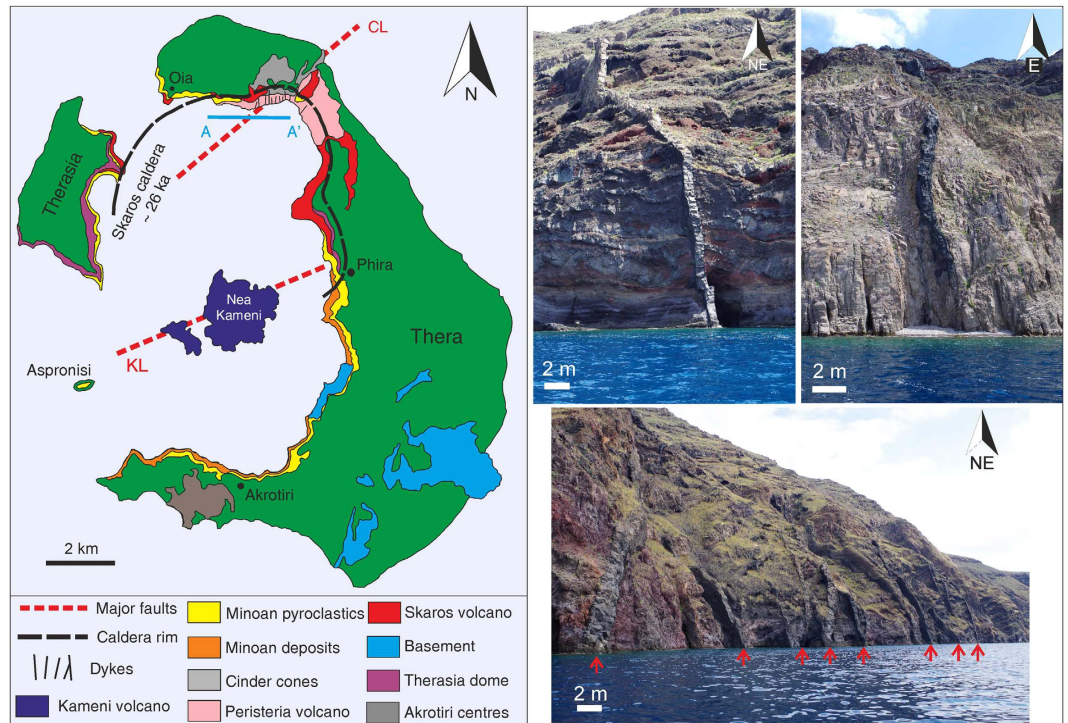 CL
Oia
N
A
A'
Therasia
Skaros caldera
~ 26 ka
Phira
Nea
Kameni
Thera
KL
Aspronisi
Akrotiri
2 km
Major faults
Caldera rim
Dykes
Kameni volcano
Minoan pyroclastics
Minoan deposits
Cinder cones
Peristeria volcano
Skaros volcano
Basement
Therasia dome
Akrotiri centres
NE
2 m
E
2 m
NE
2 m